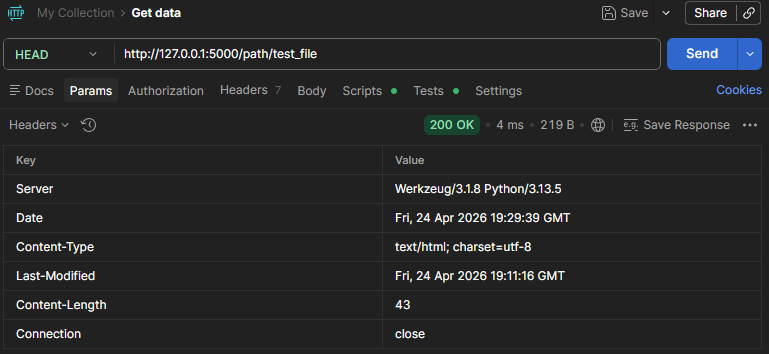 HTTP My Collection > Get data Save Share
HEAD http://127.0.0.1:5000/path/test_file Send
Docs Params Authorization Headers 7 Body Scripts Tests Settings Cookies
Headers 200 OK • 4 ms • 219 B e.g. Save Response
Key Value
Server Werkzeug/3.1.8 Python/3.13.5
Date Fri, 24 Apr 2026 19:29:39 GMT
Content-Type text/html; charset=utf-8
Last-Modified Fri, 24 Apr 2026 19:11:16 GMT
Content-Length 43
Connection close